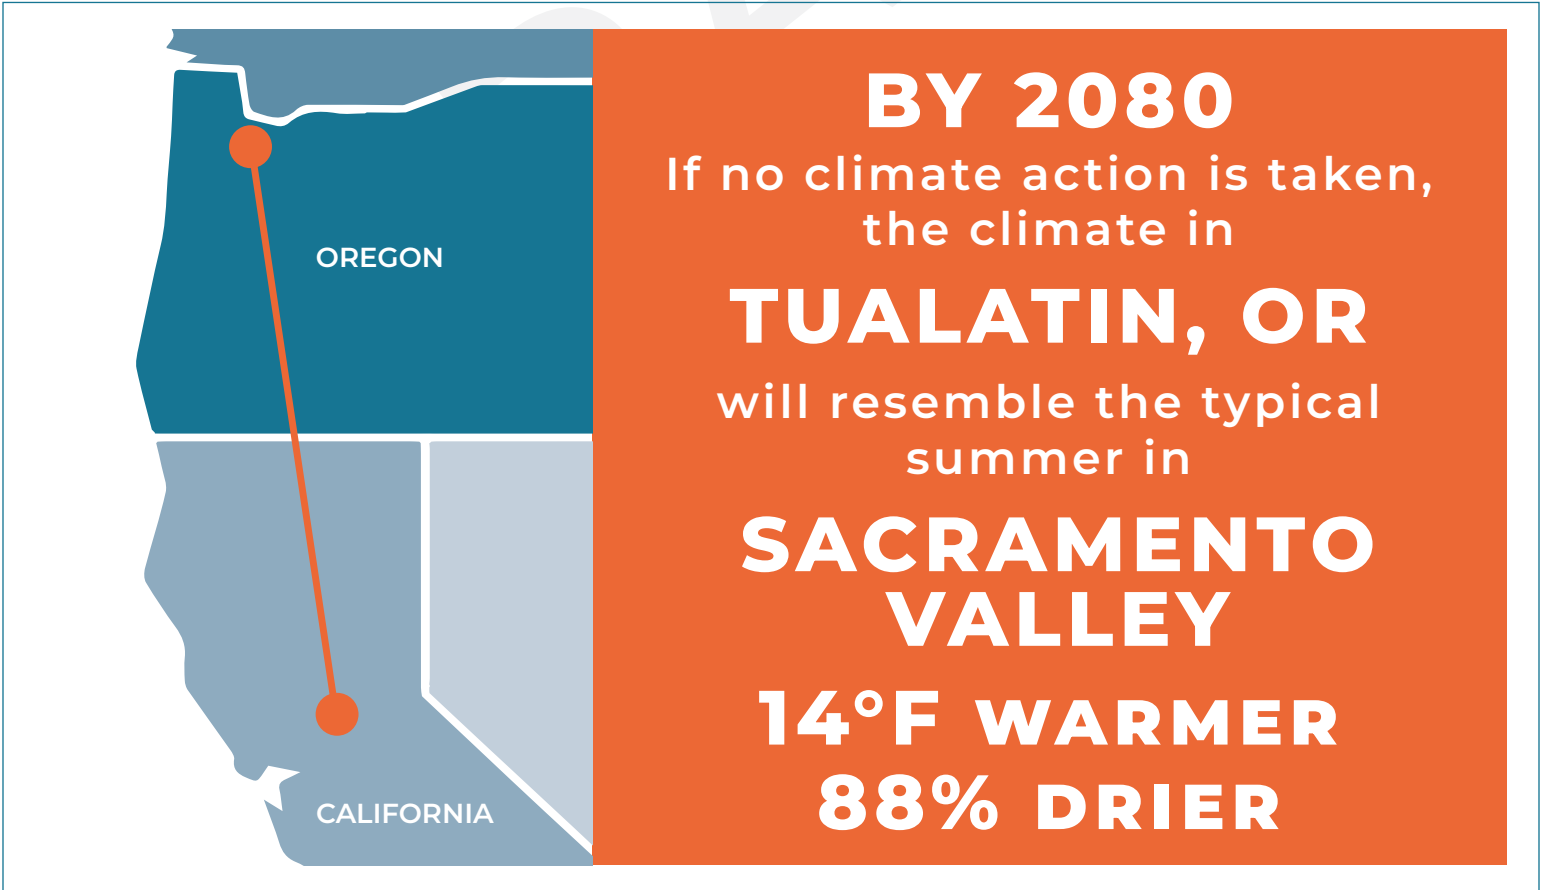 OREGON
CALIFORNIA
BY 2080
If no climate action is taken,
the climate in
TUALATIN, OR
will resemble the typical
summer in
SACRAMENTO
VALLEY
14°F WARMER
88% DRIER